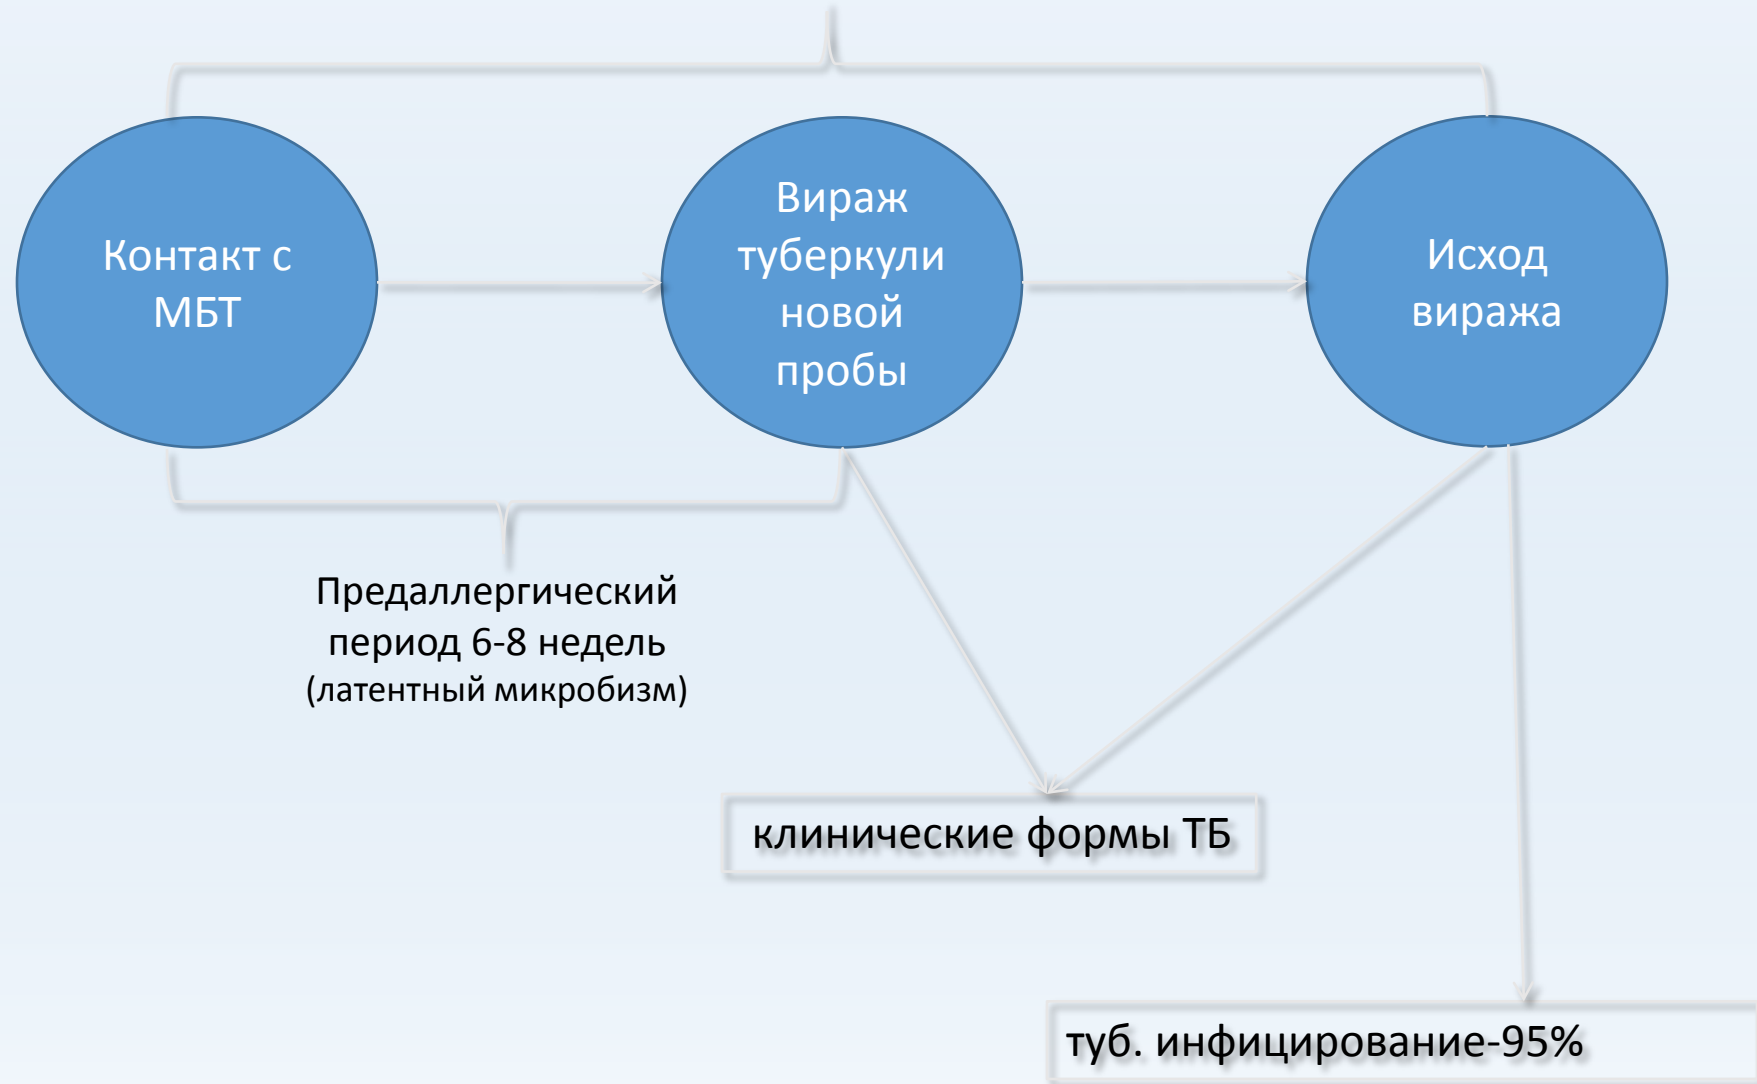 Контакт с
МБТ
Вираж
туберкули
новой
пробы
Исход
виража
Предаллергический
период 6-8 недель
(латентный микробизм)
клинические формы ТБ
туб. инфицирование-95%